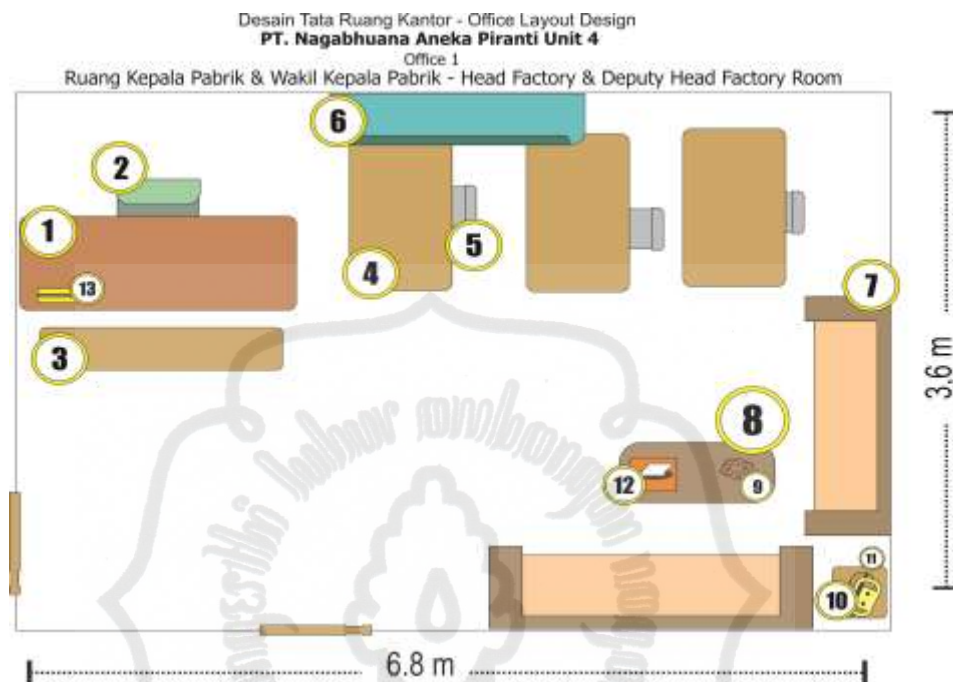 Desain Tata Ruang Kantor - Office Layout Design
PT. Nagabhuana Aneka Piranti Unit 4
Office 1
Ruang Kepala Pabrik & Wakil Kepala Pabrik - Head Factory & Deputy Head Factory Room
6
2
1
5
4
13
7
3
3.6 m
8
12
9
11
10
6.8 m